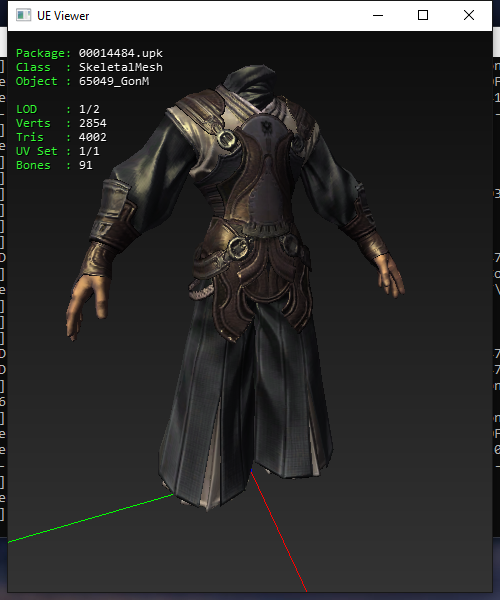 UE Viewer
Package: 00014484.upk
Class  : SkeletalMesh
Object : 65049_GonM
LOD    : 1/2
Verts  : 2854
Tris   : 4002
UV Set : 1/1
Bones  : 91